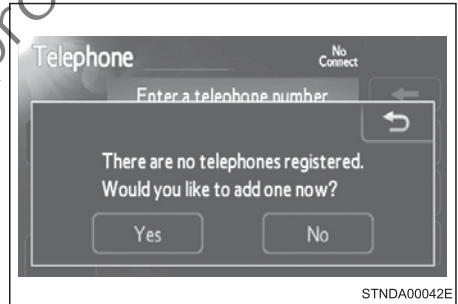 Telephone
No
Connect
Enter a telephone number
There are no telephones registered.
Would you like to add one now?
Yes
No
STNDA00042E